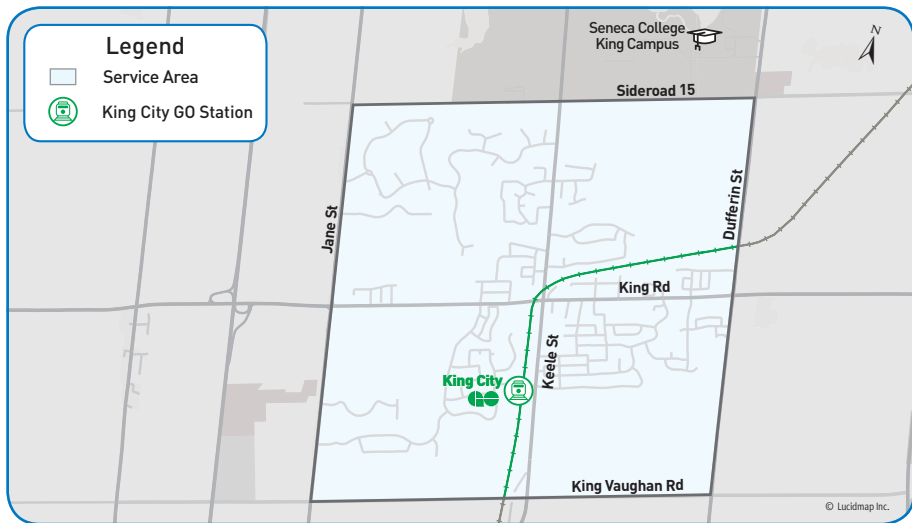 Legend
Service Area
King City GO Station
Seneca College
King Campus
N
Sideroad 15
Jane St
Dufferin St
King Rd
Keele St
King City
GO
King Vaughan Rd
© Lucidmap Inc.